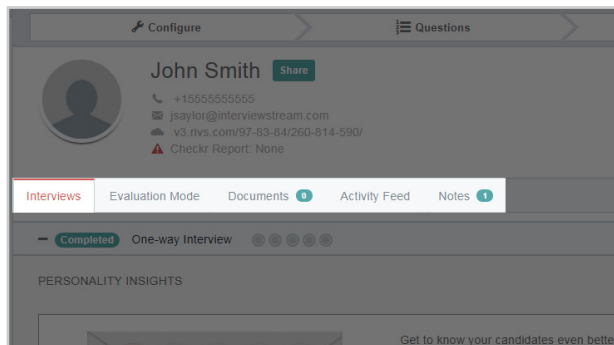 Configure
Questions
John Smith Share
+15555555555
jsaylor@interviewstream.com
v3.rivs.com/97-83-84/260-814-590/
Checkr Report: None
Interviews Evaluation Mode Documents 0 Activity Feed Notes 1
Completed One-way Interview
PERSONALITY INSIGHTS
Get to know your candidates even bette